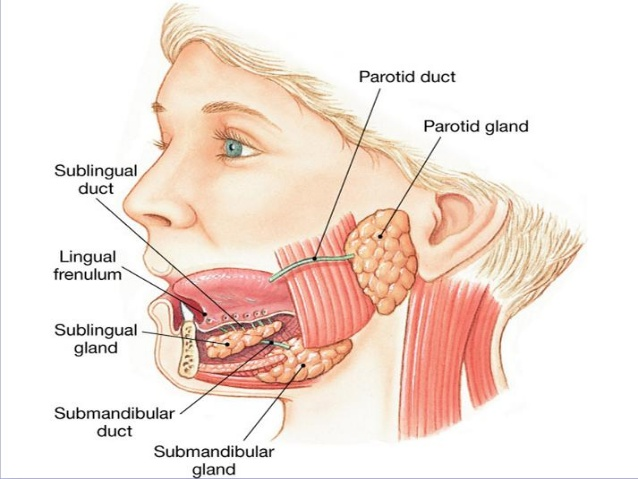 Parotid duct
Parotid gland
Sublingual
duct
Lingual
frenulum
Sublingual
gland
Submandibular
duct
Submandibular
gland